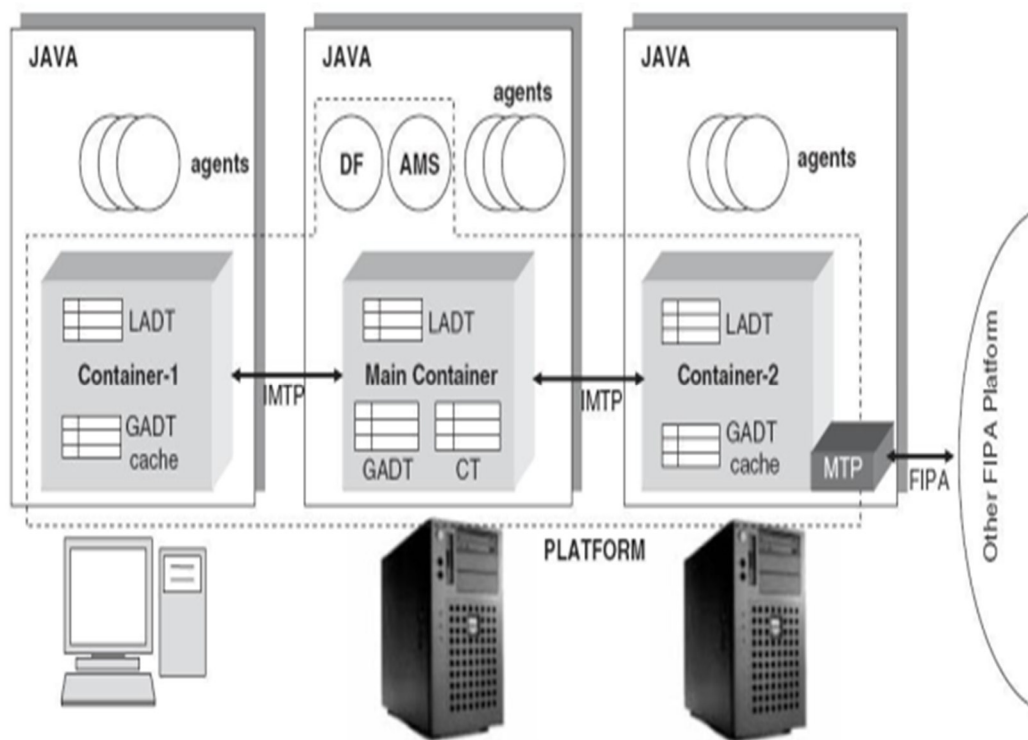 JAVA
agents
LADT
Container-1
GADT
cache
IMTP
JAVA
agents
DF
AMS
LADT
Main Container
GADT
CT
IMTP
JAVA
agents
LADT
Container-2
GADT
cache
MTP
FIPA
Other FIPA Platform
PLATFORM